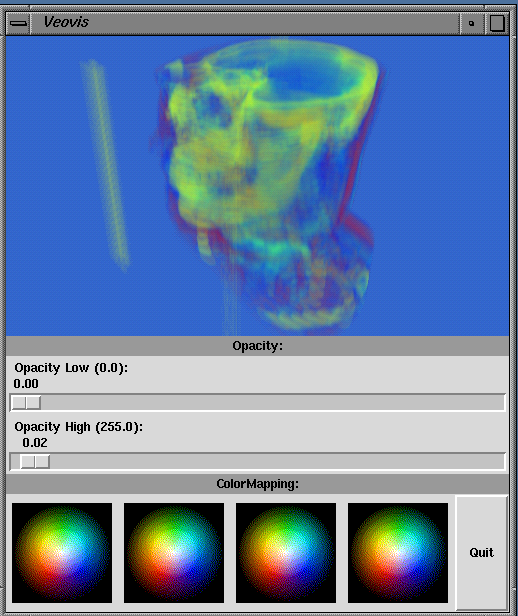 Veovis
Opacity:
Opacity Low (0.0):
0.00
Opacity High (255.0):
0.02
ColorMapping:
Quit